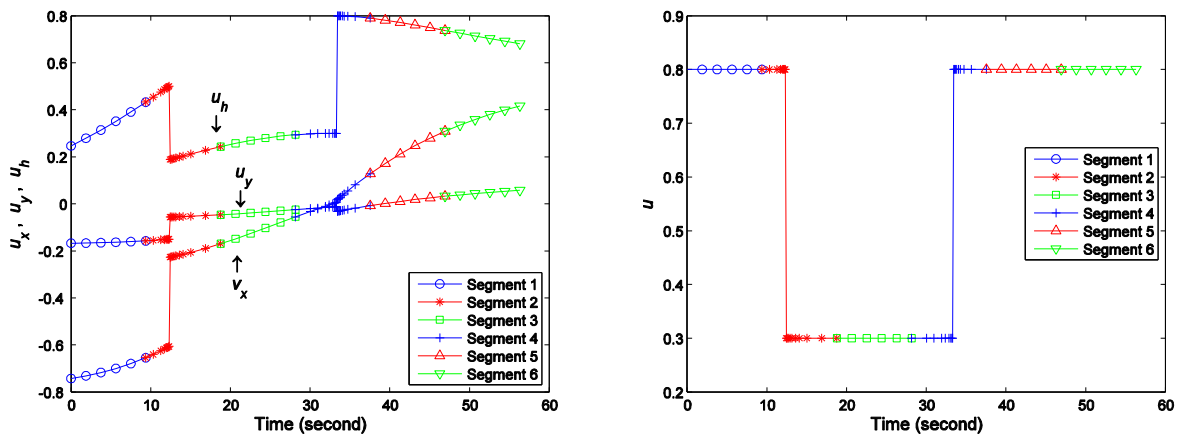 0.8
0.6
0.4
0.2
0
-0.2
-0.4
-0.6
-0.8
u_x , u_y , u_h
u_h
u_y
v_x
Segment 1
Segment 2
Segment 3
Segment 4
Segment 5
Segment 6
0 10 20 30 40 50 60
Time (second)
0.9
0.8
0.7
0.6
0.5
0.4
0.3
0.2
u
Segment 1
Segment 2
Segment 3
Segment 4
Segment 5
Segment 6
0 10 20 30 40 50 60
Time (second)